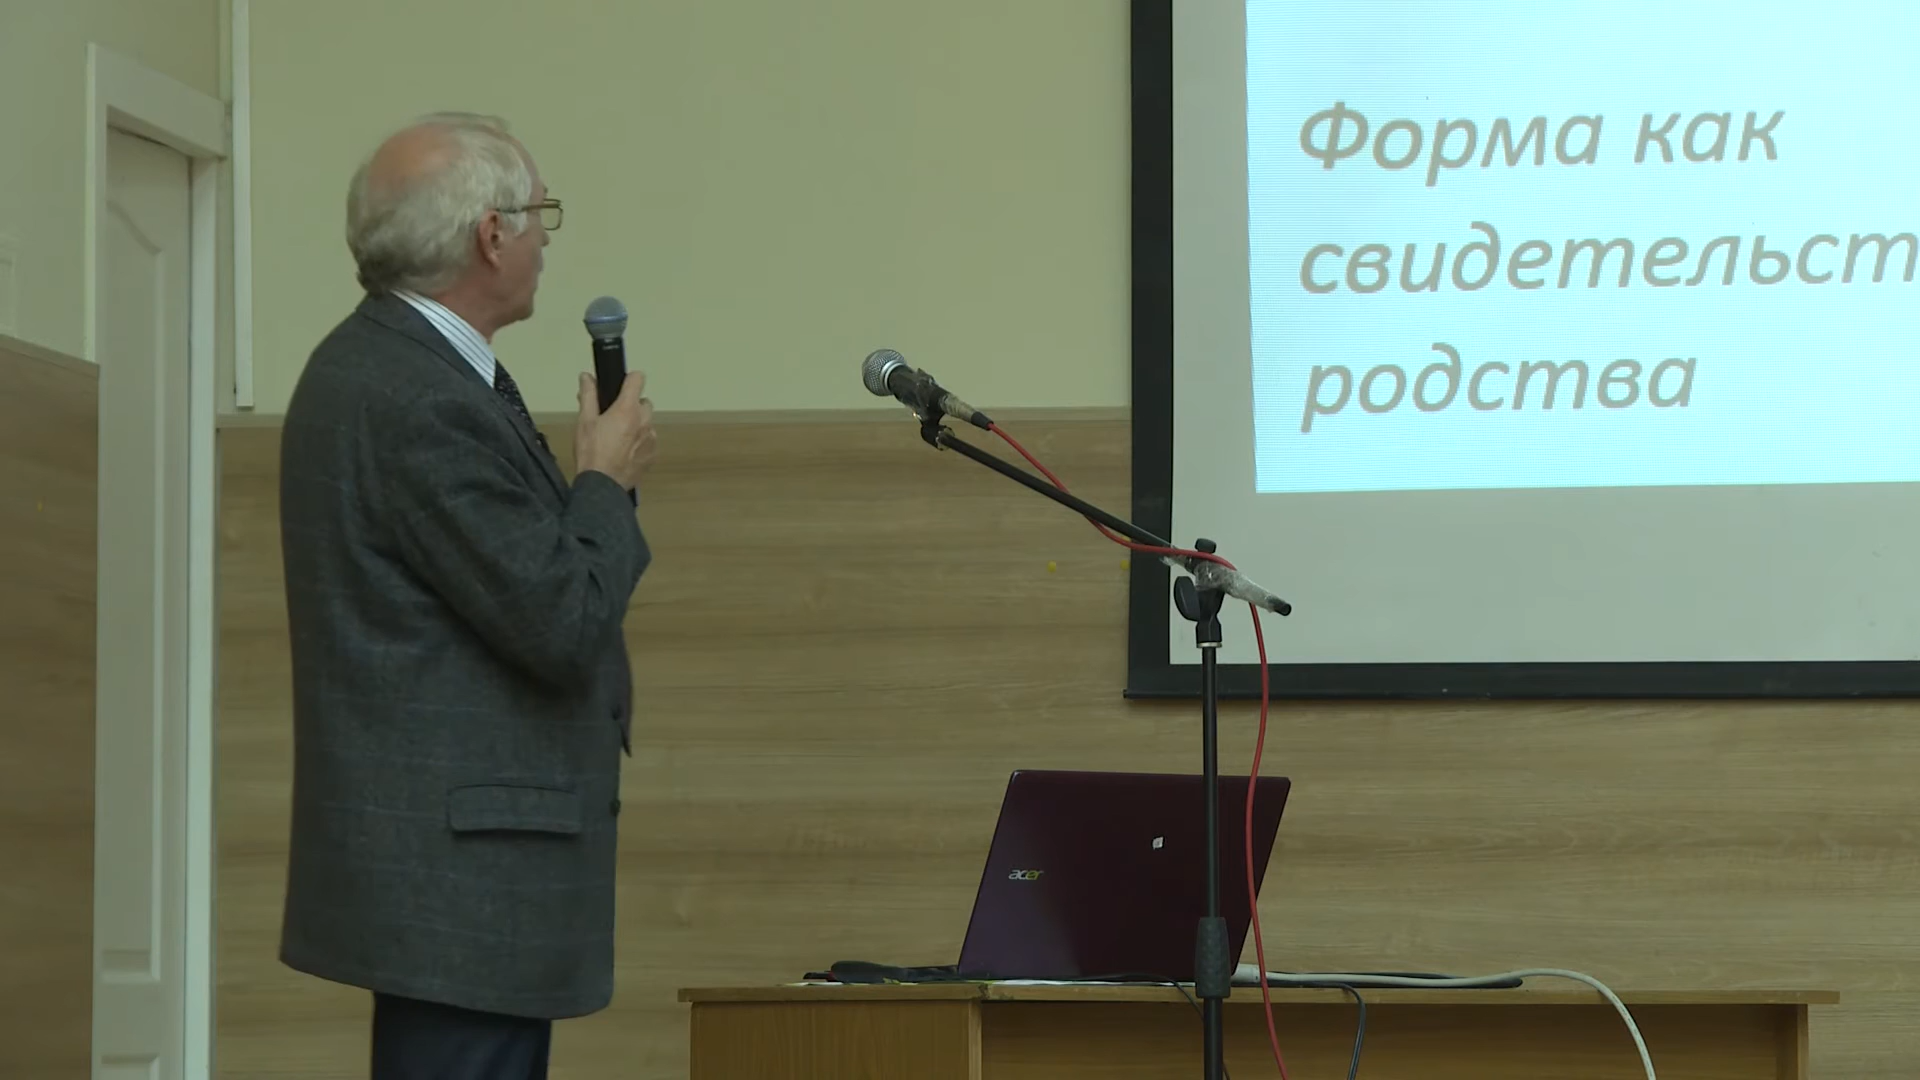 Форма как
свидетельст
родства
acer